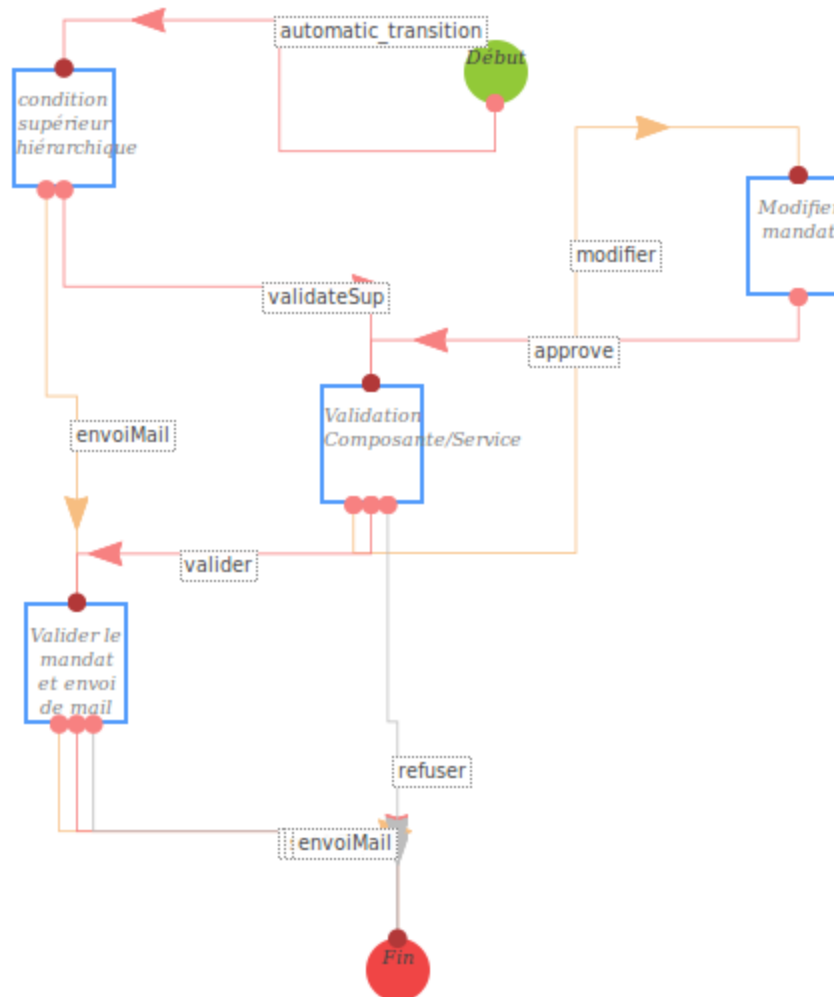 automatic_transition
Début
condition
supérieur
hiérarchique
Modifier
mandat
modifier
validateSup
approve
Validation
Composante/Service
envoiMail
valider
Valider le
mandat
et envoi
de mail
refuser
envoiMail
Fin